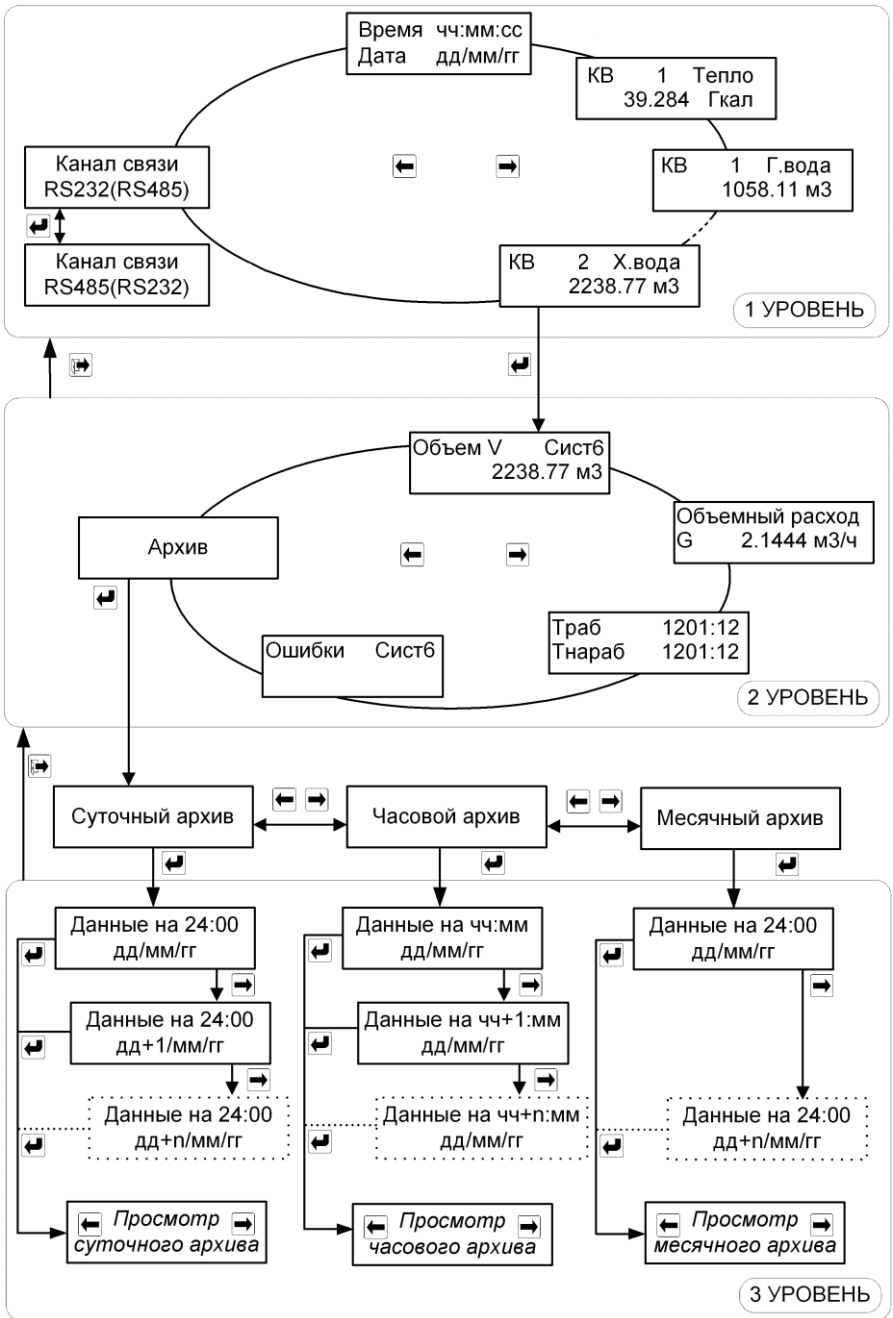 Время чч:мм:сс
Дата дд/мм/гг
КВ 1 Тепло
39.284 Гкал
Канал связи
RS232(RS485)
КВ 1 Г.вода
1058.11 м3
Канал связи
RS485(RS232)
КВ 2 Х.вода
2238.77 м3
1 УРОВЕНЬ
Объем V Сист6
2238.77 м3
Объемный расход
G 2.1444 м3/ч
Архив
Ошибки Сист6
Траб 1201:12
Тнараб 1201:12
2 УРОВЕНЬ
Суточный архив
Часовой архив
Месячный архив
Данные на 24:00
дд/мм/гг
Данные на чч:мм
дд/мм/гг
Данные на 24:00
дд/мм/гг
Данные на 24:00
дд+1/мм/гг
Данные на чч+1:мм
дд/мм/гг
Данные на 24:00
дд+n/мм/гг
Данные на чч+n:мм
дд/мм/гг
Данные на 24:00
дд+n/мм/гг
Просмотр
суточного архива
Просмотр
часового архива
Просмотр
месячного архива
3 УРОВЕНЬ